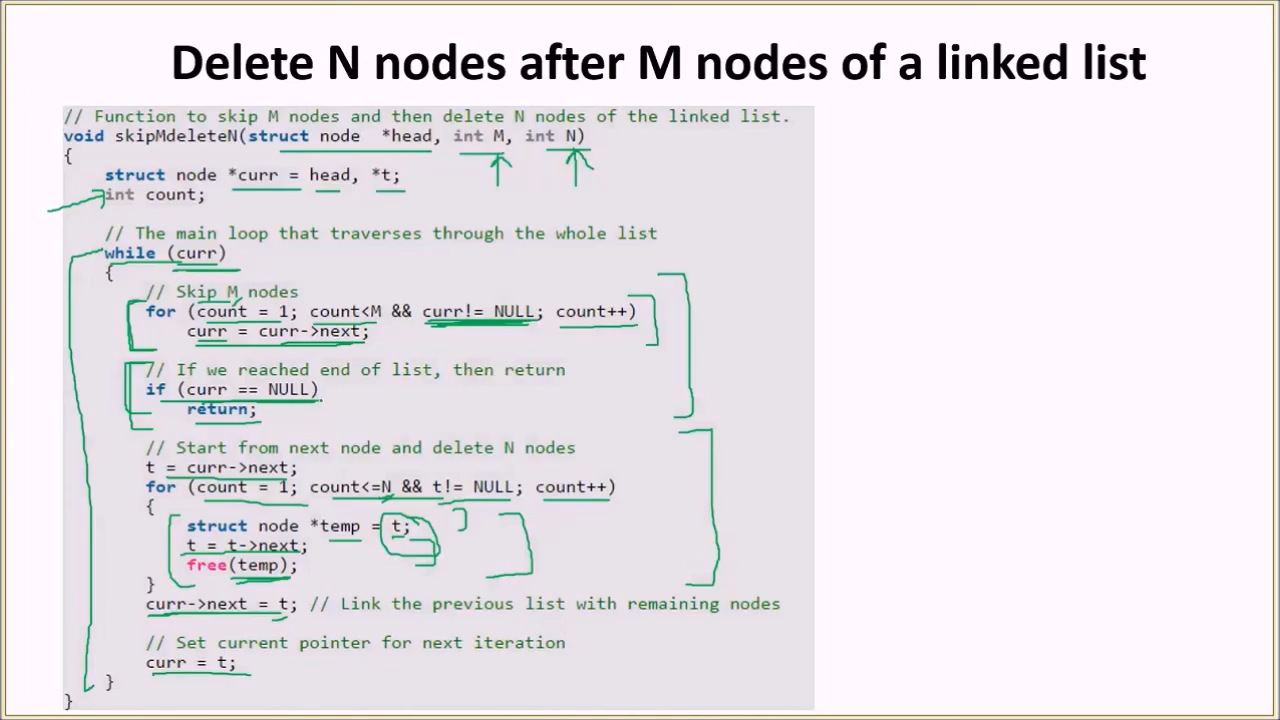 Delete N nodes after M nodes of a linked list
// Function to skip M nodes and then delete N nodes of the linked list.
void skipMdeleteN(struct node  *head, int M, int N)
{
    struct node *curr = head, *t;
    int count;
    // The main loop that traverses through the whole list
    while (curr)
    {
        // Skip M nodes
        for (count = 1; count<M && curr!= NULL; count++)
            curr = curr->next;
        // If we reached end of list, then return
        if (curr == NULL)
            return;
        // Start from next node and delete N nodes
        t = curr->next;
        for (count = 1; count<=N && t!= NULL; count++)
        {
            struct node *temp = t;
            t = t->next;
            free(temp);
        }
        curr->next = t; // Link the previous list with remaining nodes
        // Set current pointer for next iteration
        curr = t;
    }
}